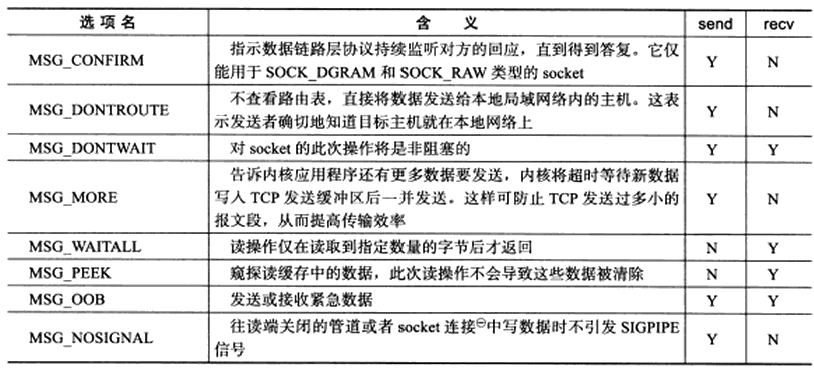 选项名 含 义 send recv
MSG_CONFIRM 指示数据链路层协议持续监听对方的回应，直到得到答复。它仅 Y N
能用于 SOCK_DGRAM 和 SOCK_RAW 类型的 socket
MSG_DONTROUTE 不查看路由表，直接将数据发送给本地局域网络内的主机。这表 Y N
示发送者确切地知道目标主机就在本地网络上
MSG_DONTWAIT 对 socket 的此次操作将是非阻塞的 Y Y
告诉内核应用程序还有更多数据要发送，内核将超时等待新数据
MSG_MORE 写入 TCP 发送缓冲区后一并发送。这样可防止 TCP 发送过多小的 Y N
报文段，从而提高传输效率
MSG_WAITALL 读操作仅在读取到指定数量的字节后才返回 N Y
MSG_PEEK 窥探读缓存中的数据，此次读操作不会导致这些数据被清除 N Y
MSG_OOB 发送或接收紧急数据 Y Y
MSG_NOSIGNAL 往读端关闭的管道或者 socket 连接㊀中写数据时不引发 SIGPIPE Y N
信号